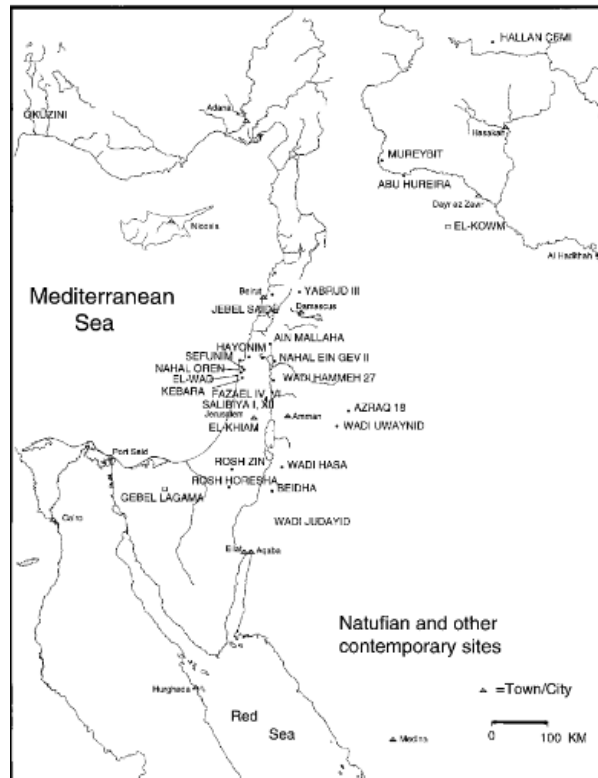 HALLAN ÇEMI
Adana
OKUZINI
Hasakah
MUREYBIT
ABU HUREIRA
Dayr az Zawr
EL-KOWM
Nicosia
Al Hadithah
Mediterranean
Sea
Beirut
YABRUD III
JEBEL SAIDE
Damascus
AIN MALLAHA
HAYONIM
SEFUNIM
NAHAL EIN GEV II
NAHAL OREN
EL-WAD
WADI HAMMEH 27
KEBARA
FAZAEL IV, VI
SALIBIYA I, XII
AZRAQ 18
Jerusalem
Amman
EL-KHIAM
WADI UWAYNID
Port Said
ROSH ZIN
WADI HASA
ROSH HORESHA
GEBEL LAGAMA
BEIDHA
Cairo
WADI JUDAYID
Eilat
Aqaba
Natufian and other
contemporary sites
=Town/City
Hurghada
Red
Sea
Medina
0 100 KM